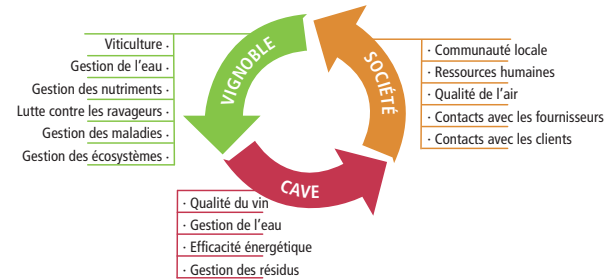 VIGNOBLE
Viticulture ·
Gestion de l’eau ·
Gestion des nutriments ·
Lutte contre les ravageurs ·
Gestion des maladies ·
Gestion des écosystèmes ·
SOCIÉTÉ
· Communauté locale
· Ressources humaines
· Qualité de l’air
· Contacts avec les fournisseurs
· Contacts avec les clients
CAVE
· Qualité du vin
· Gestion de l’eau
· Efficacité énergétique
· Gestion des résidus